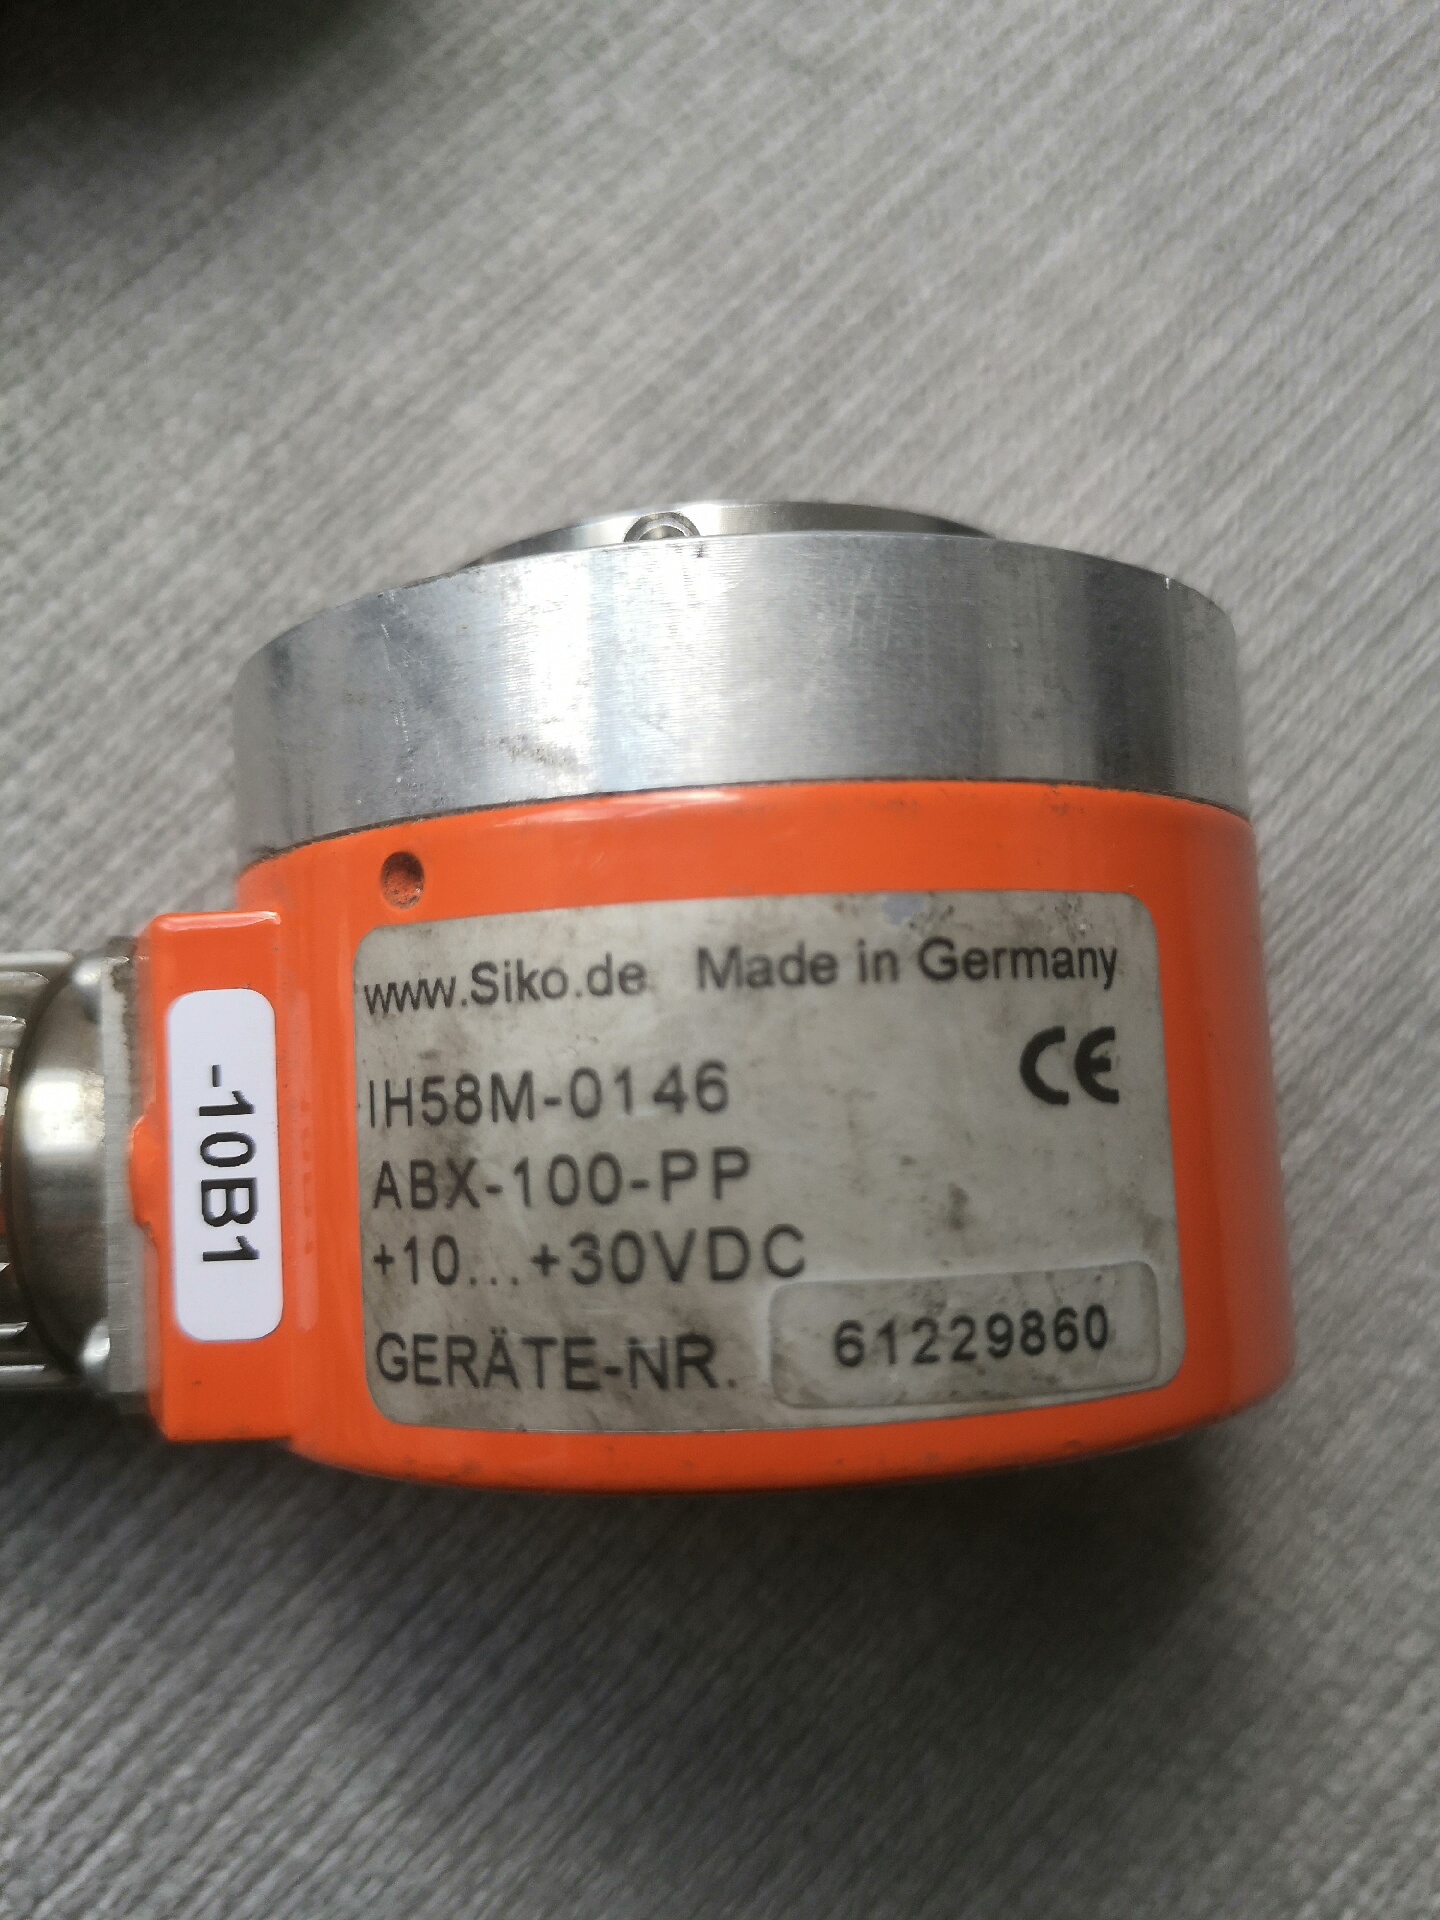 www.Siko.de Made in Germany
IH58M-0146
CE
ABX-100-PP
+10...+30VDC
GERÄTE-NR. 61229860
-10B1